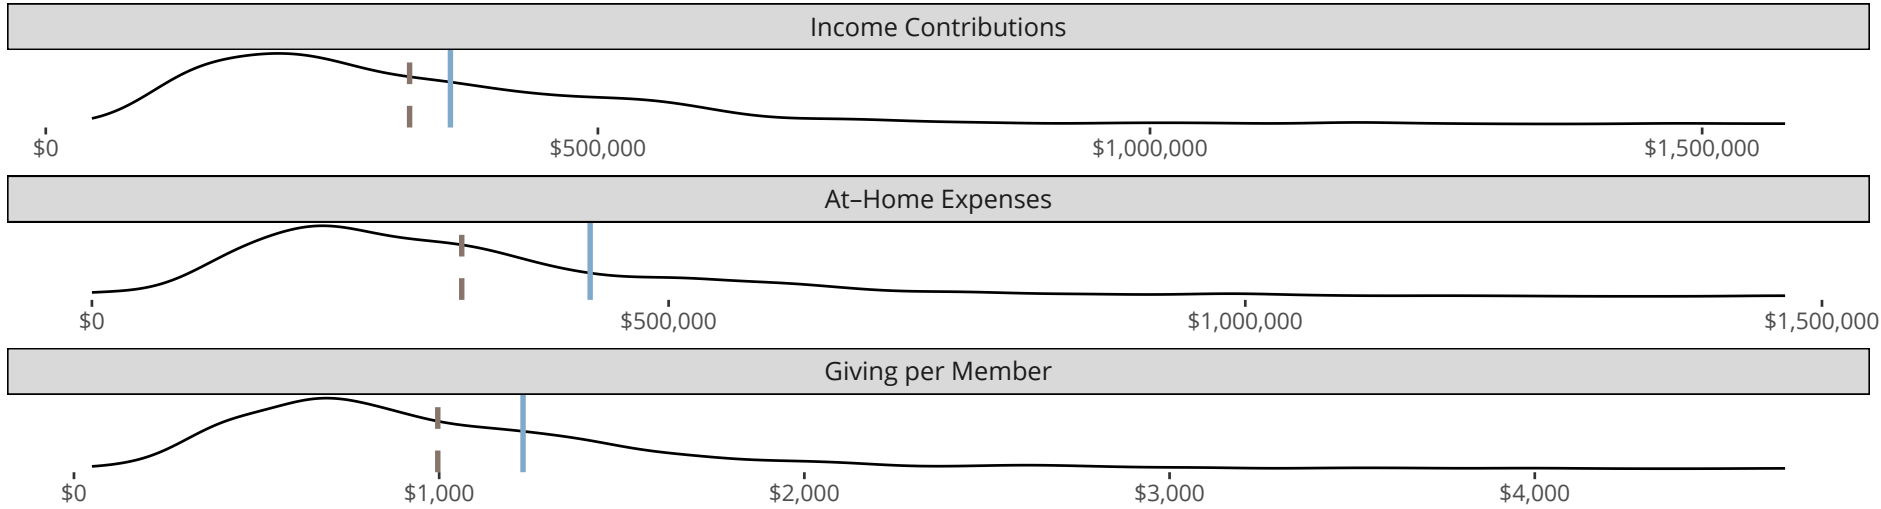 Income Contributions
$0 $500,000 $1,000,000 $1,500,000
At–Home Expenses
$0 $500,000 $1,000,000 $1,500,000
Giving per Member
$0 $1,000 $2,000 $3,000 $4,000